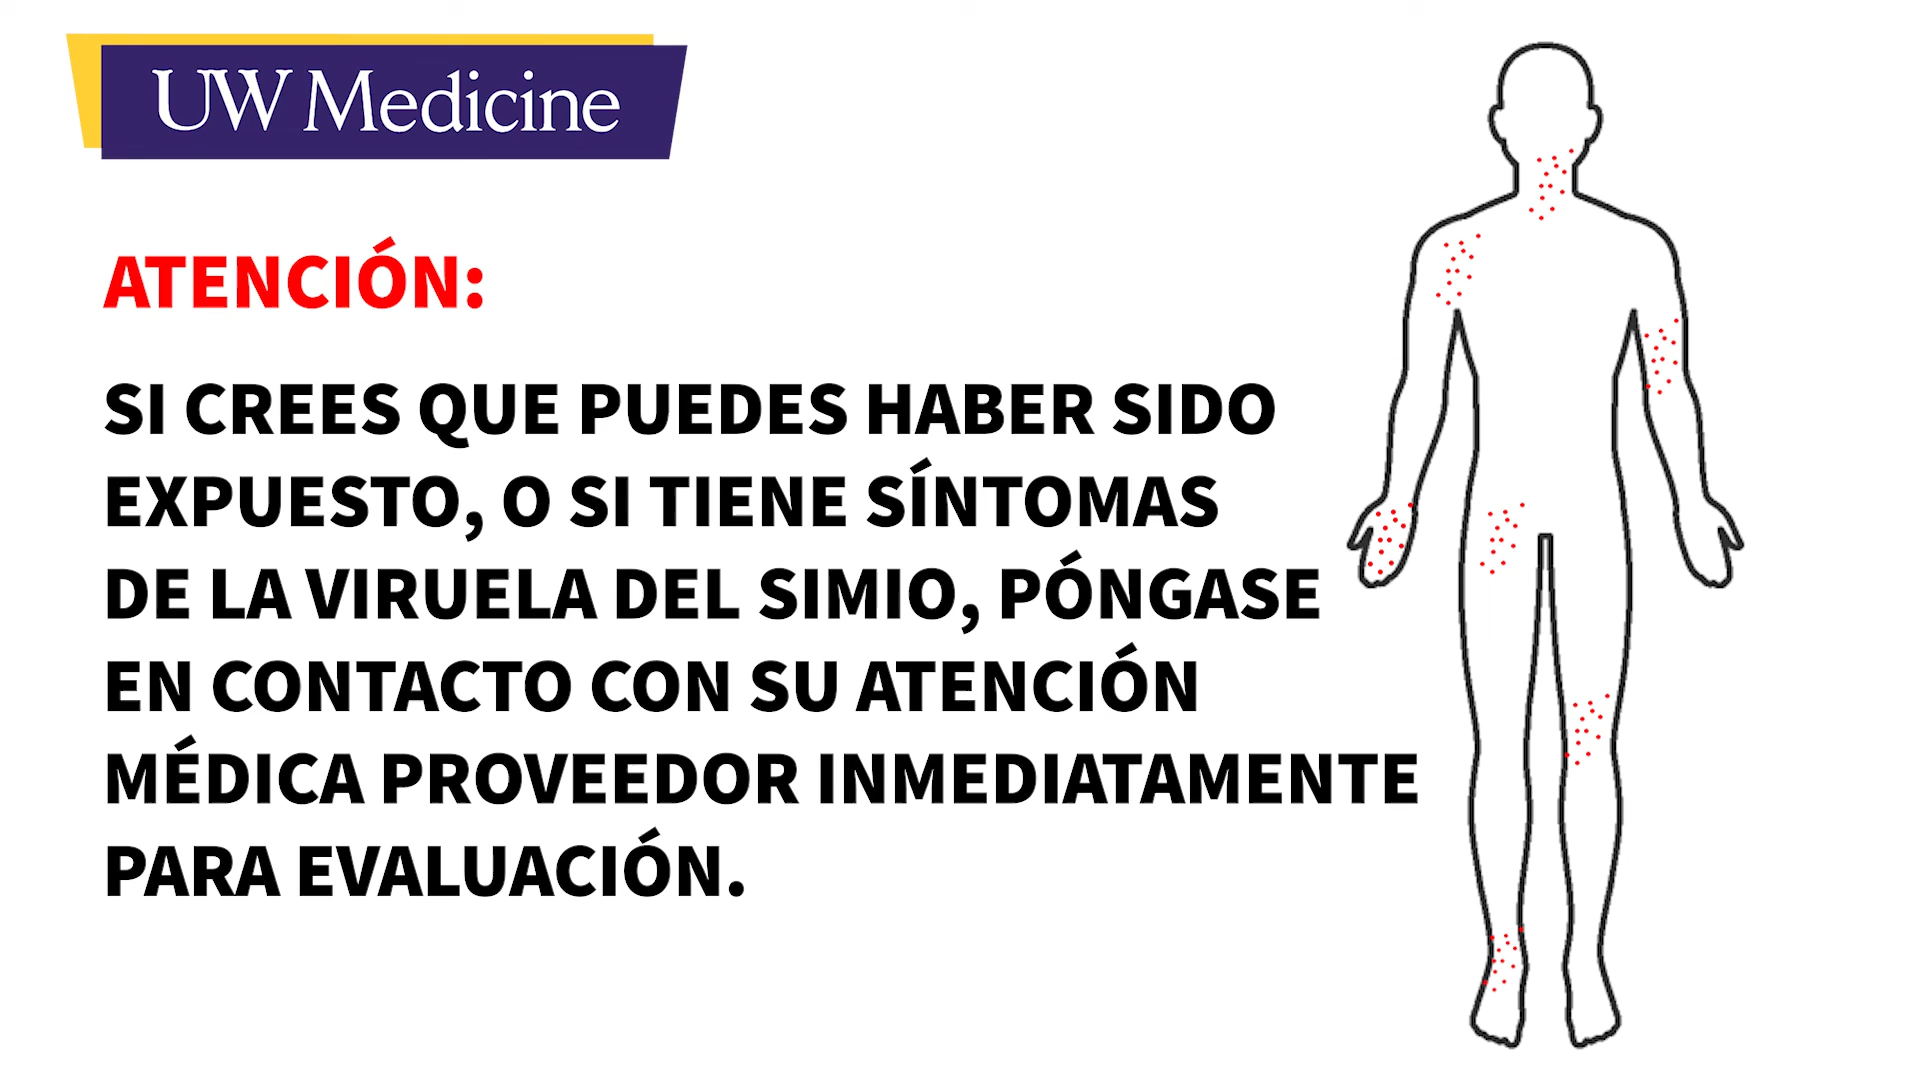 UW Medicine
ATENCIÓN:
SI CREES QUE PUEDES HABER SIDO
EXPUESTO, O SI TIENE SÍNTOMAS
DE LA VIRUELA DEL SIMIO, PÓNGASE
EN CONTACTO CON SU ATENCIÓN
MÉDICA PROVEEDOR INMEDIATAMENTE
PARA EVALUACIÓN.